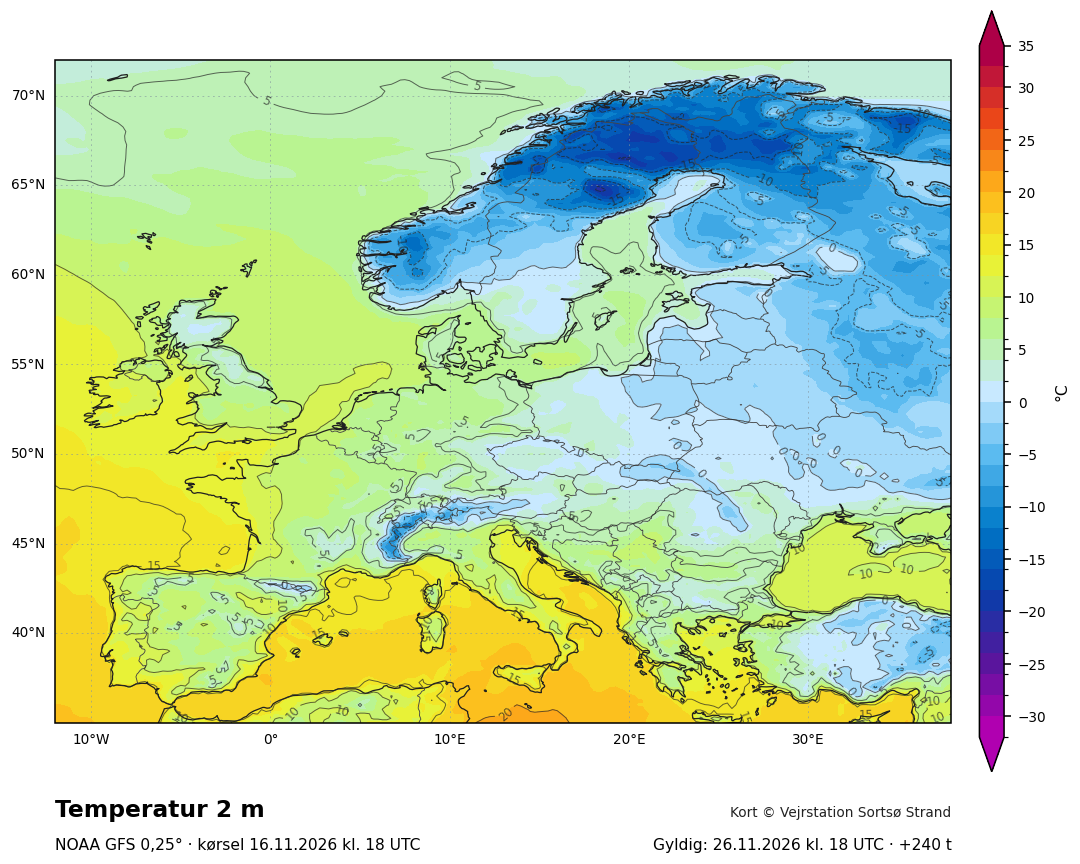 70°N
65°N
60°N
55°N
50°N
45°N
40°N
10°W
0°
10°E
20°E
30°E
35
30
25
20
15
10
5
0
−5
−10
−15
−20
−25
−30
°C
Temperatur 2 m
Kort © Vejrstation Sortsø Strand
NOAA GFS 0,25° · kørsel 16.11.2026 kl. 18 UTC
Gyldig: 26.11.2026 kl. 18 UTC · +240 t